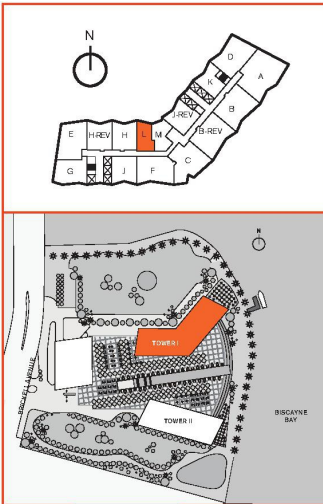 N
D
A
K
B
J-REV
B-REV
E
H-REV
H
L
M
C
G
J
F
N
TOWER I
BRICKELL AVENUE
TOWER II
BISCAYNE
BAY